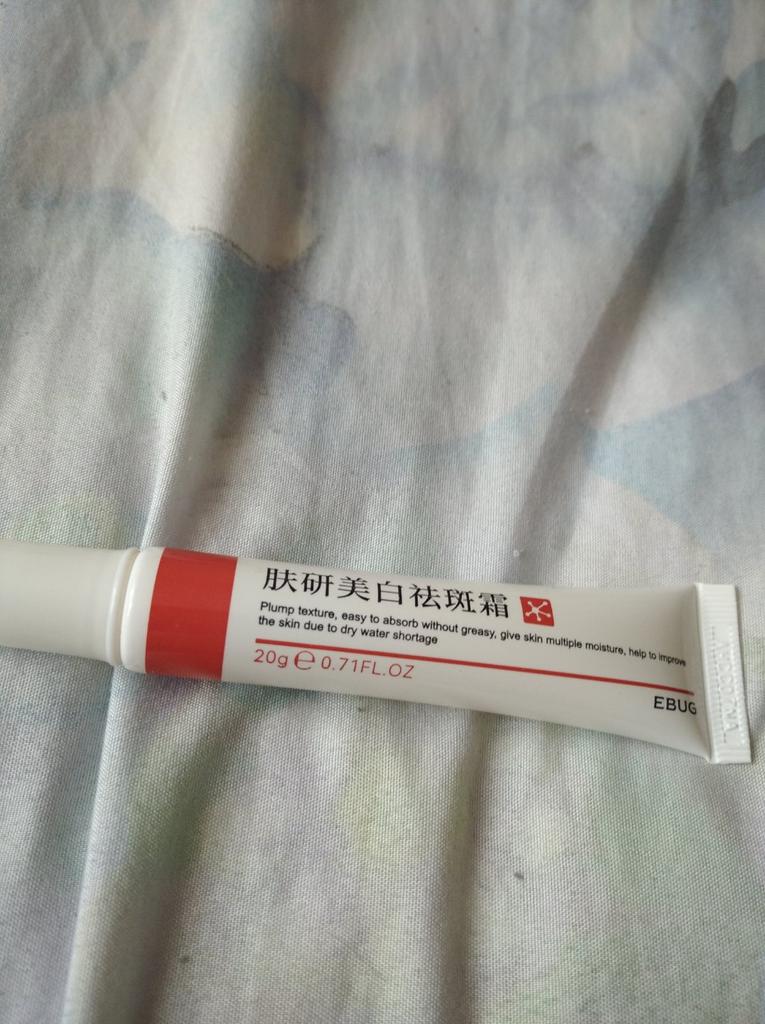 肤研美白祛斑霜
Plump texture, easy to absorb without greasy, give skin multiple moisture, help to improve
the skin due to dry water shortage
20g ℮ 0.71FL.OZ
EBUG